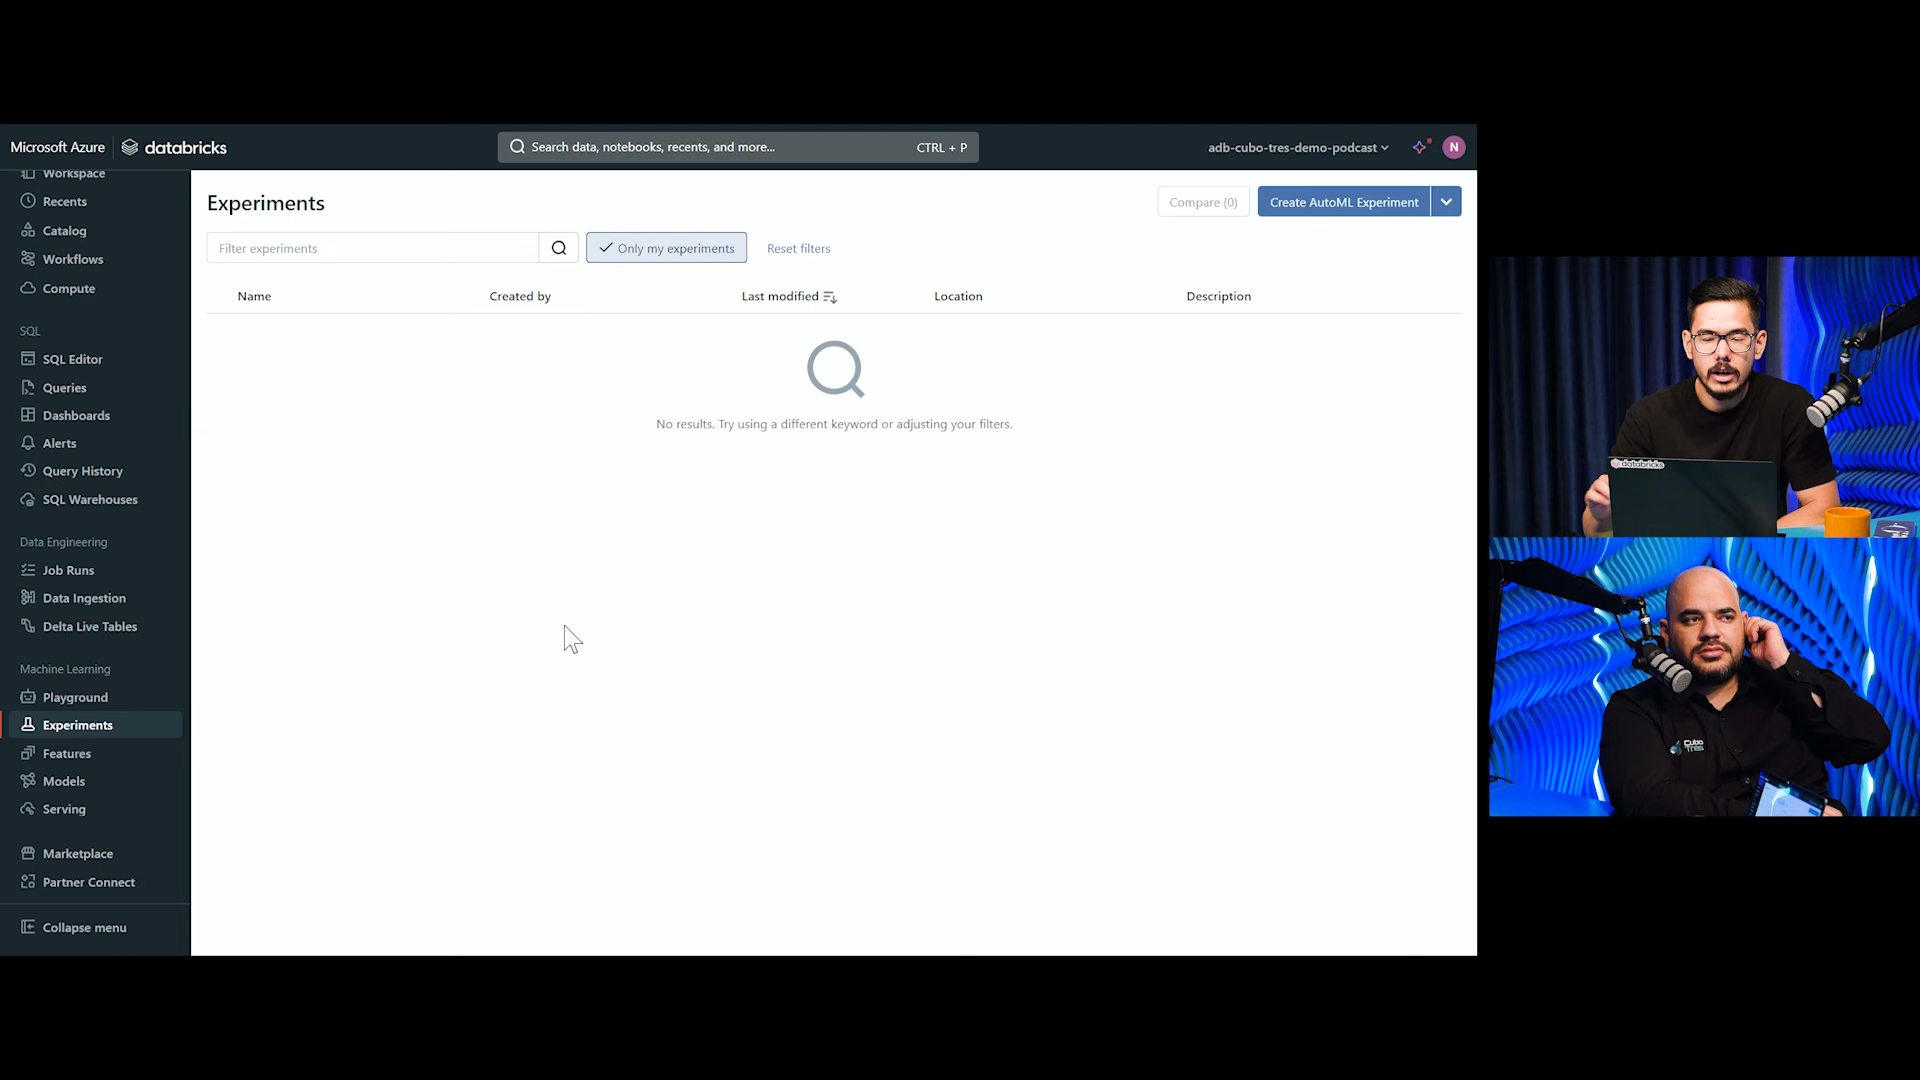 Microsoft Azure databricks
Search data, notebooks, recents, and more... CTRL + P
adb-cubo-tres-demo-podcast
N
Workspace
Recents
Catalog
Workflows
Compute
SQL
SQL Editor
Queries
Dashboards
Alerts
Query History
SQL Warehouses
Data Engineering
Job Runs
Data Ingestion
Delta Live Tables
Machine Learning
Playground
Experiments
Features
Models
Serving
Marketplace
Partner Connect
Collapse menu
Experiments
Compare (0)
Create AutoML Experiment
Filter experiments
Only my experiments
Reset filters
Name Created by Last modified Location Description
No results. Try using a different keyword or adjusting your filters.
databricks
Cubo
Tres